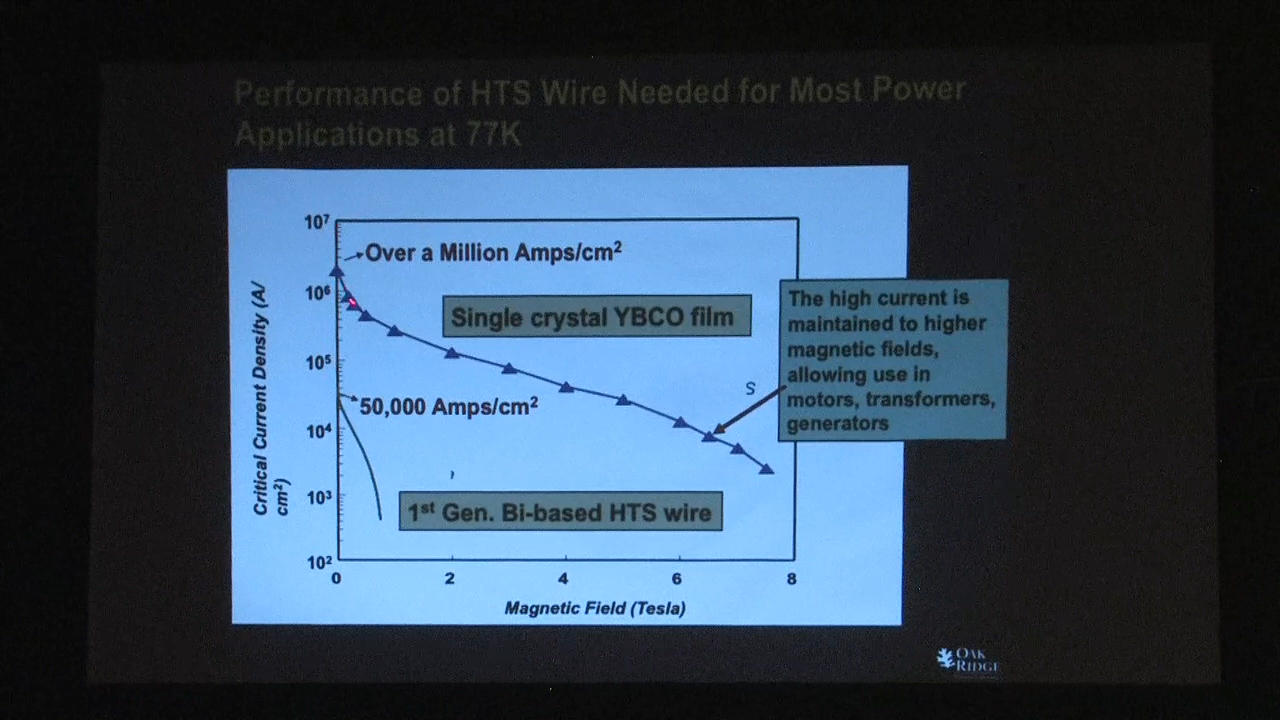 Performance of HTS Wire Needed for Most Power
Applications at 77K
10⁷
Over a Million Amps/cm²
10⁶
Single crystal YBCO film
The high current is
maintained to higher
magnetic fields,
allowing use in
motors, transformers,
generators
10⁵
S
50,000 Amps/cm²
10⁴
Critical Current Density (A/
cm²)
10³
1st Gen. Bi-based HTS wire
10²
0 2 4 6 8
Magnetic Field (Tesla)
OAK
RIDGE